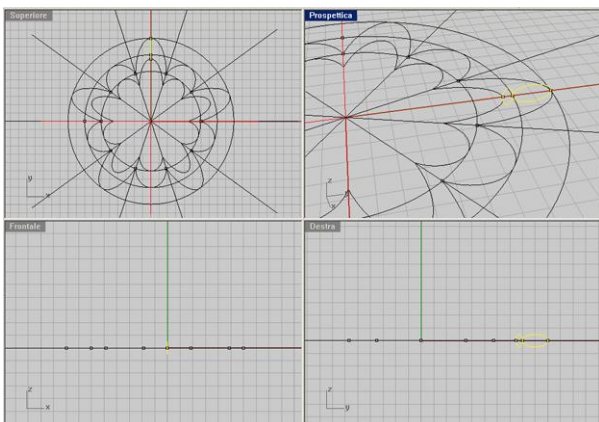 Superiore
Prospettica
y
x
z
x
Frontale
Destra
z
x
z
y